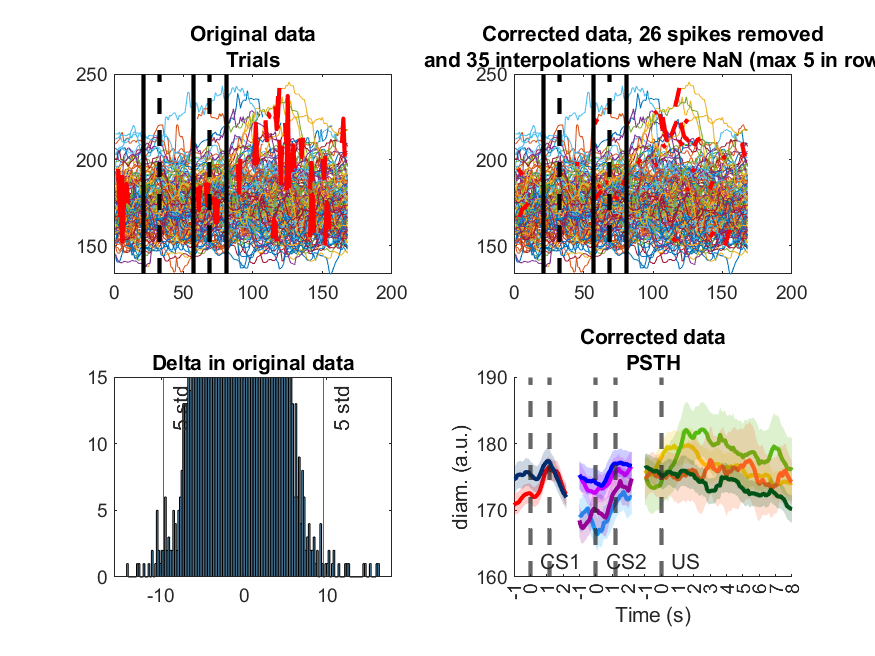 Original data
Trials
250
200
150
0 50 100 150 200
Corrected data, 26 spikes removed
and 35 interpolations where NaN (max 5 in row
250
200
150
0 50 100 150 200
Delta in original data
15
10
5
0
-10 0 10
5 std
5 std
Corrected data
PSTH
190
180
170
160
diam. (a.u.)
CS1 CS2 US
-1 0 1 2 -1 0 1 2 -1 0 1 2 3 4 5 6 7 8
Time (s)